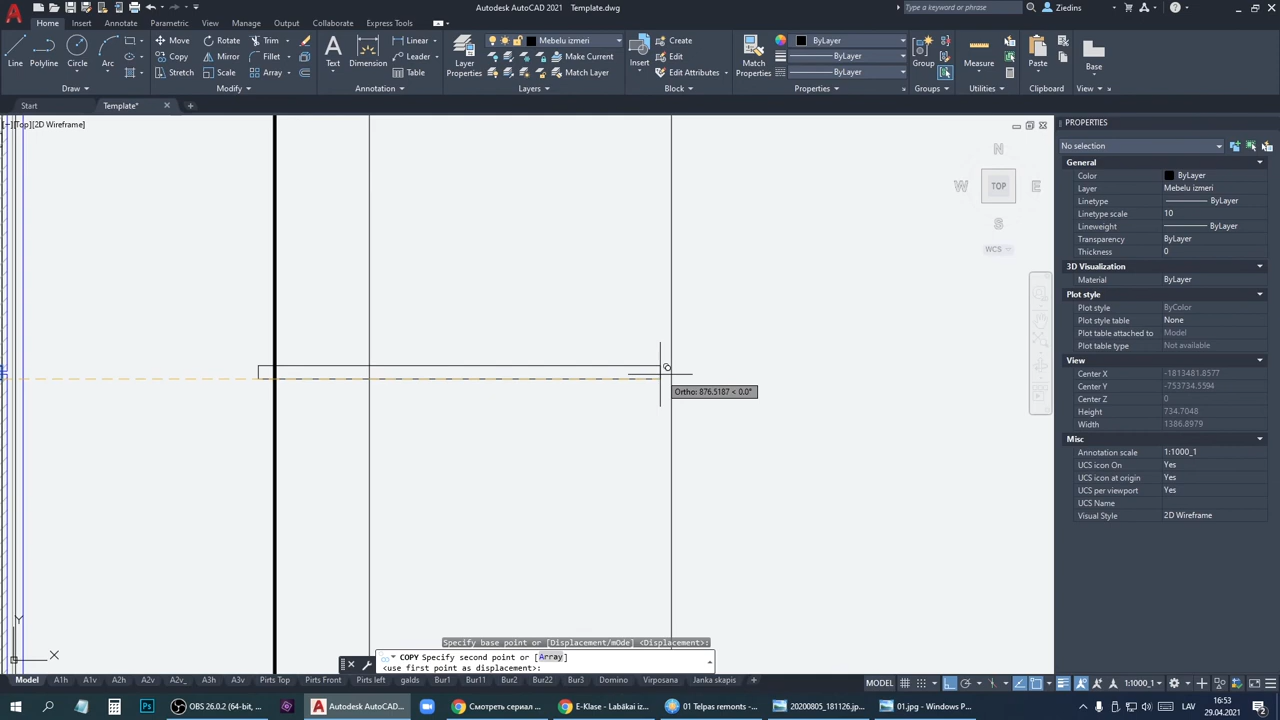 Autodesk AutoCAD 2021 Template.dwg
Type a keyword or phrase
Ziedins
Home Insert Annotate Parametric View Manage Output Collaborate Express Tools
Line Polyline Circle Arc
Move Rotate Trim
Copy Mirror Fillet
Stretch Scale Array
Text Dimension
Linear
Leader
Table
Layer Properties
Mebelu izmeri
Make Current
Match Layer
Insert
Create
Edit
Edit Attributes
Match Properties
ByLayer
ByLayer
ByLayer
Group
Measure
Paste
Base
Draw Modify Annotation Layers Block Properties Groups Utilities Clipboard View
Start Template*
[−][Top][2D Wireframe]
N
W TOP E
S
WCS
Ortho: 876.5187 < 0.0°
Y
Specify base point or [Displacement/mOde] <Displacement>:
COPY Specify second point or [Array]
<use first point as displacement>:
PROPERTIES
No selection
General
Color ByLayer
Layer Mebelu izmeri
Linetype ByLayer
Linetype scale 10
Lineweight ByLayer
Transparency ByLayer
Thickness 0
3D Visualization
Material ByLayer
Plot style
Plot style ByColor
Plot style table None
Plot table attached to Model
Plot table type Not available
View
Center X -1813481.8577
Center Y -753734.5594
Center Z 0
Height 734.7048
Width 1386.8979
Misc
Annotation scale 1:1000_1
UCS icon On Yes
UCS icon at origin Yes
UCS per viewport Yes
UCS Name
Visual Style 2D Wireframe
Model A1h A1v A2h A2v A2v_ A3h A3v Pirts Top Pirts Front Pirts left galds Bur1 Bur11 Bur2 Bur22 Bur3 Domino Virposana Janka skapis
MODEL 1:1000_1
OBS 26.0.2 (64-bit... Autodesk AutoCAD... Смотреть сериал ... E-Klase - Labākai iz... 01 Telpas remonts -... 20200805_181126.jp... 01.jpg - Windows P...
LAV 16:53
29.04.2021